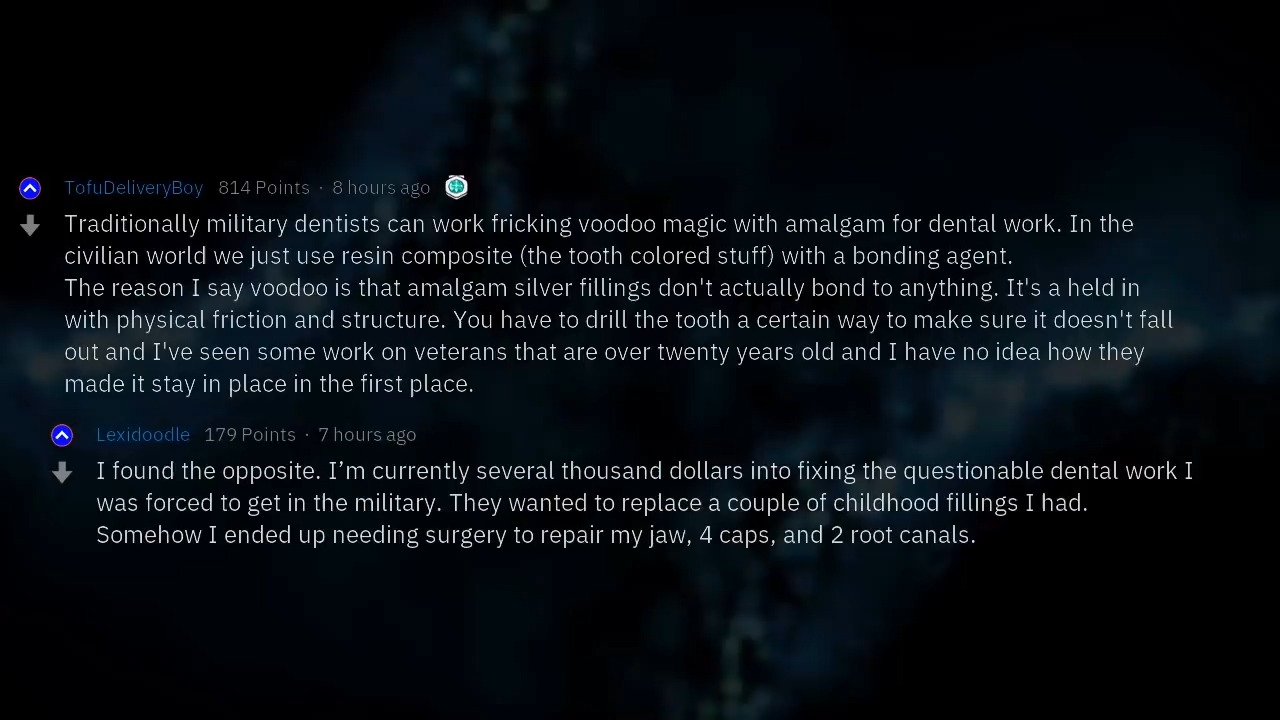 TofuDeliveryBoy 814 Points · 8 hours ago
Traditionally military dentists can work fricking voodoo magic with amalgam for dental work. In the
civilian world we just use resin composite (the tooth colored stuff) with a bonding agent.
The reason I say voodoo is that amalgam silver fillings don't actually bond to anything. It's a held in
with physical friction and structure. You have to drill the tooth a certain way to make sure it doesn't fall
out and I've seen some work on veterans that are over twenty years old and I have no idea how they
made it stay in place in the first place.
Lexidoodle 179 Points · 7 hours ago
I found the opposite. I’m currently several thousand dollars into fixing the questionable dental work I
was forced to get in the military. They wanted to replace a couple of childhood fillings I had.
Somehow I ended up needing surgery to repair my jaw, 4 caps, and 2 root canals.